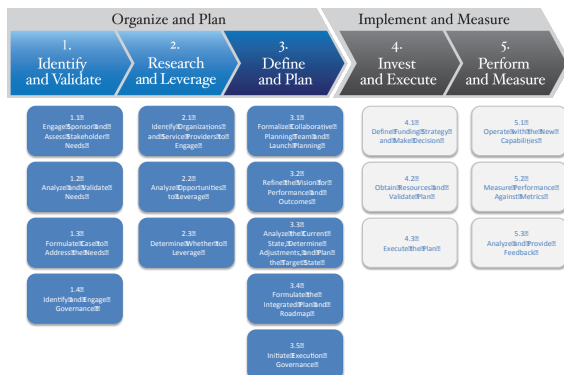 Organize and Plan
Implement and Measure
1.
Identify
and Validate
2.
Research
and Leverage
3.
Define
and Plan
4.
Invest
and Execute
5.
Perform
and Measure
1.1
Engage Sponsor and
Assess Stakeholder
Needs
1.2
Analyze and Validate
Needs
1.3
Formulate Case to
Address the Needs
1.4
Identify and Engage
Governance
2.1
Identify Organizations
and Service Providers to
Engage
2.2
Analyze Opportunities
to Leverage
2.3
Determine Whether to
Leverage
3.1
Formalize Collaborative
Planning Team and
Launch Planning
3.2
Refine the Vision for
Performance and
Outcomes
3.3
Analyze the Current
State, Determine
Adjustments, and Plan
the Target State
3.4
Formulate the
Integrated Plan and
Roadmap
3.5
Initiate Execution
Governance
4.1
Define Funding Strategy
and Make Decision
4.2
Obtain Resources and
Validate Plan
4.3
Execute the Plan
5.1
Operate with the New
Capabilities
5.2
Measure Performance
Against Metrics
5.3
Analyze and Provide
Feedback